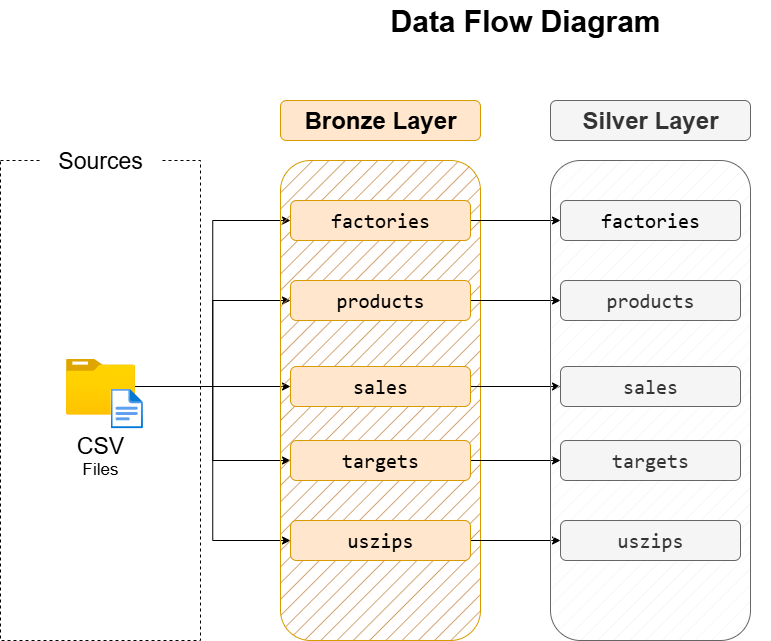 Data Flow Diagram
Bronze Layer
Silver Layer
Sources
factories
factories
products
products
sales
sales
targets
targets
uszips
uszips
CSV
Files